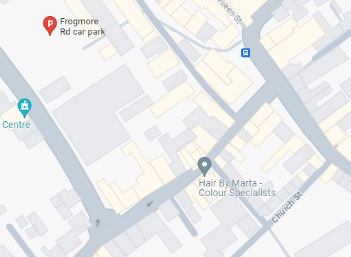 P
Frogmore
Rd car park
Centre
Hair By Marta -
Colour Specialists
Church St